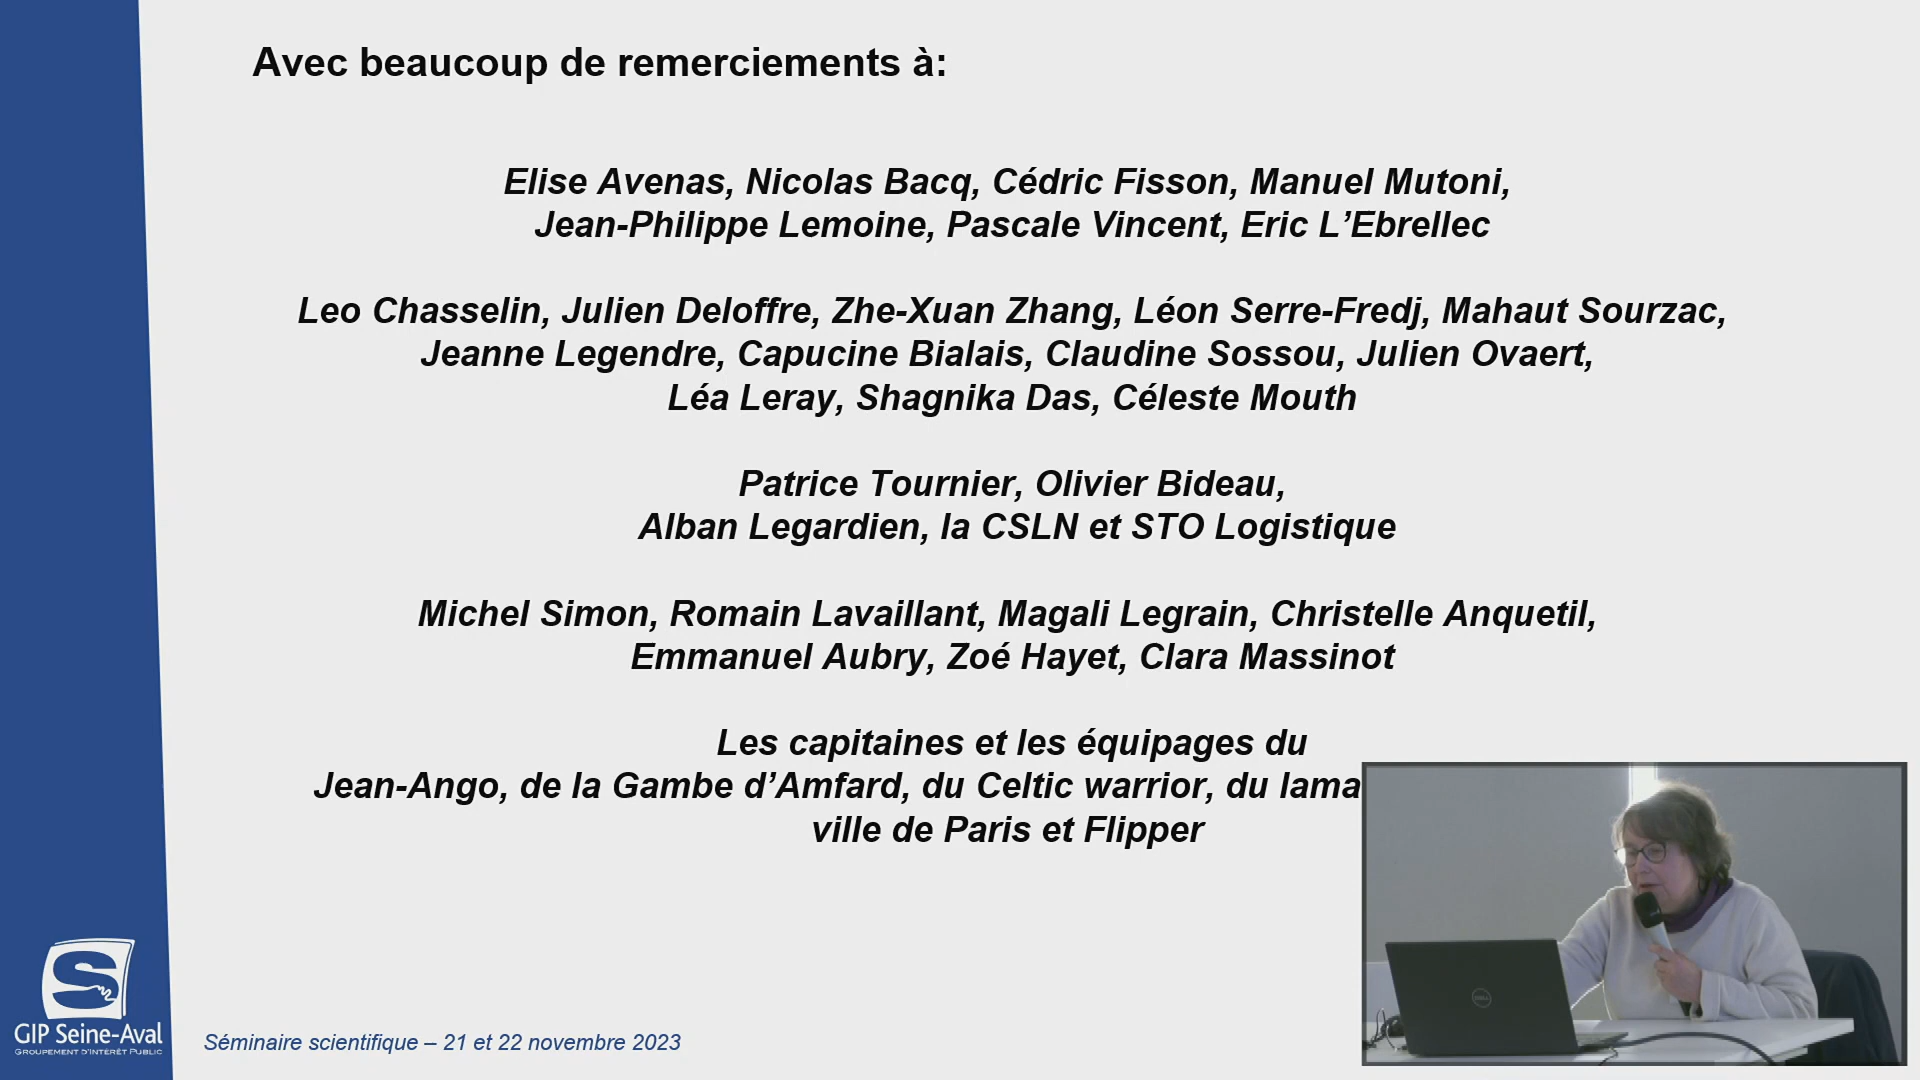 Avec beaucoup de remerciements à:
Elise Avenas, Nicolas Bacq, Cédric Fisson, Manuel Mutoni,
Jean-Philippe Lemoine, Pascale Vincent, Eric L’Ebrellec
Leo Chasselin, Julien Deloffre, Zhe-Xuan Zhang, Léon Serre-Fredj, Mahaut Sourzac,
Jeanne Legendre, Capucine Bialais, Claudine Sossou, Julien Ovaert,
Léa Leray, Shagnika Das, Céleste Mouth
Patrice Tournier, Olivier Bideau,
Alban Legardien, la CSLN et STO Logistique
Michel Simon, Romain Lavaillant, Magali Legrain, Christelle Anquetil,
Emmanuel Aubry, Zoé Hayet, Clara Massinot
Les capitaines et les équipages du
Jean-Ango, de la Gambe d’Amfard, du Celtic warrior, du lama
ville de Paris et Flipper
S
GIP Seine-Aval
GROUPEMENT D'INTÉRÊT PUBLIC
Séminaire scientifique – 21 et 22 novembre 2023
DELL